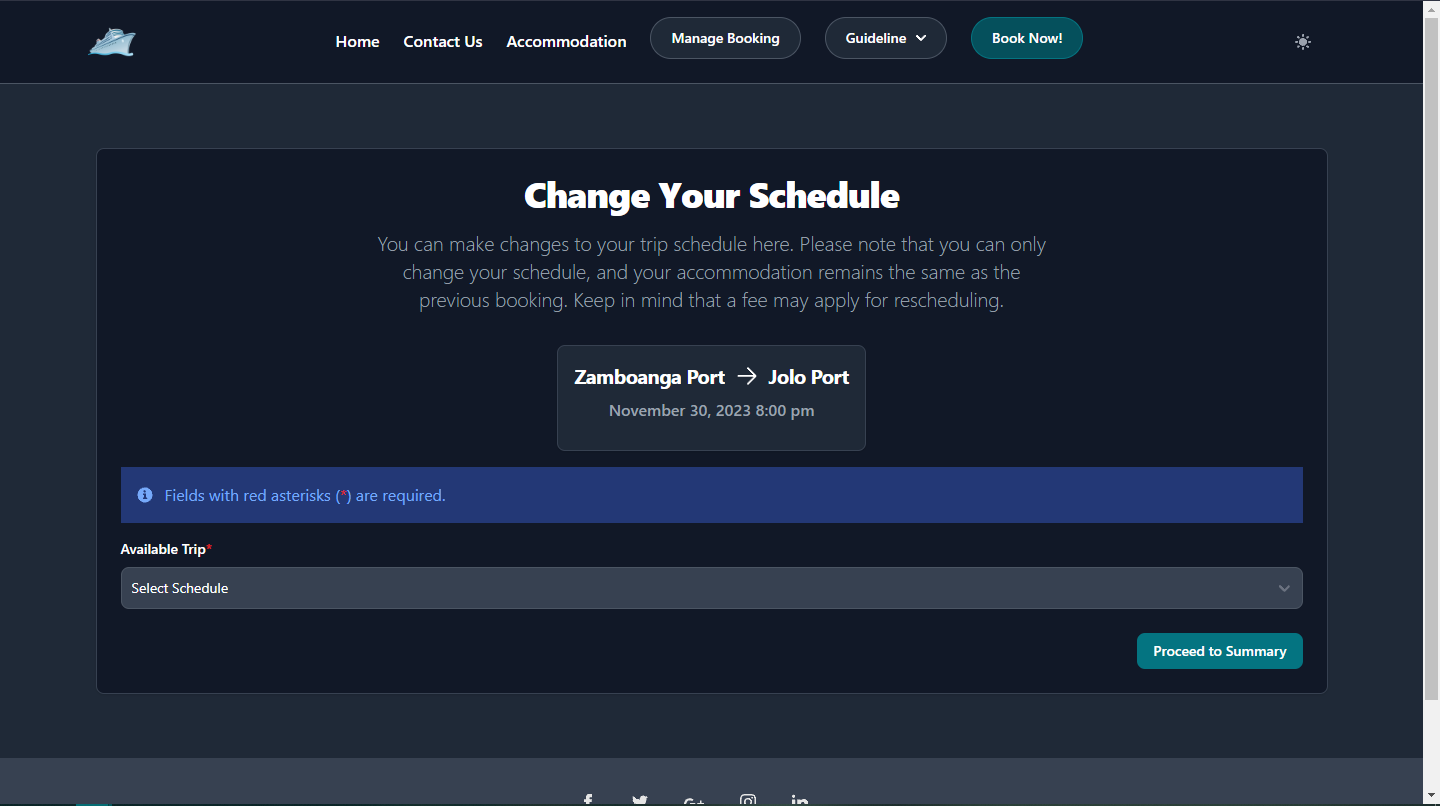 Home Contact Us Accommodation Manage Booking Guideline Book Now!
Change Your Schedule
You can make changes to your trip schedule here. Please note that you can only
change your schedule, and your accommodation remains the same as the
previous booking. Keep in mind that a fee may apply for rescheduling.
Zamboanga Port → Jolo Port
November 30, 2023 8:00 pm
Fields with red asterisks (*) are required.
Available Trip*
Select Schedule
Proceed to Summary